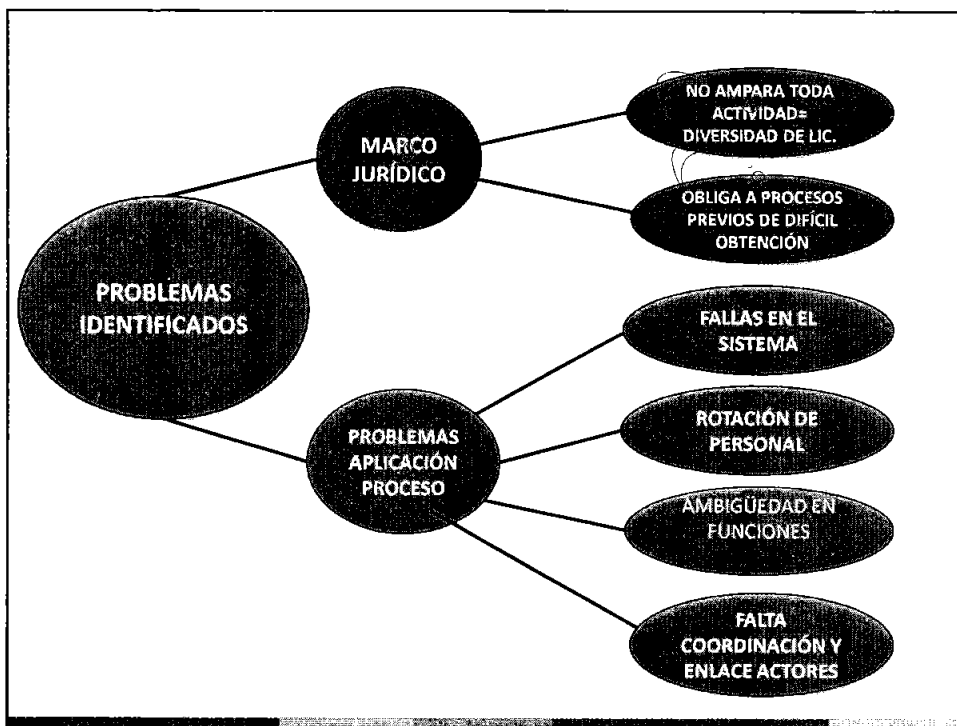 PROBLEMAS
IDENTIFICADOS
MARCO
JURÍDICO
NO AMPARA TODA
ACTIVIDAD=
DIVERSIDAD DE LIC.
OBLIGA A PROCESOS
PREVIOS DE DIFÍCIL
OBTENCIÓN
PROBLEMAS
APLICACIÓN
PROCESO
FALLAS EN EL
SISTEMA
ROTACIÓN DE
PERSONAL
AMBIGÜEDAD EN
FUNCIONES
FALTA
COORDINACIÓN Y
ENLACE ACTORES